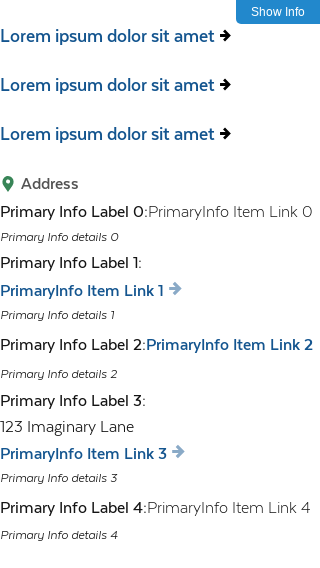 Show Info
Lorem ipsum dolor sit amet
Lorem ipsum dolor sit amet
Lorem ipsum dolor sit amet
Address
Primary Info Label 0:PrimaryInfo Item Link 0
Primary Info details 0
Primary Info Label 1:
PrimaryInfo Item Link 1
Primary Info details 1
Primary Info Label 2:PrimaryInfo Item Link 2
Primary Info details 2
Primary Info Label 3:
123 Imaginary Lane
PrimaryInfo Item Link 3
Primary Info details 3
Primary Info Label 4:PrimaryInfo Item Link 4
Primary Info details 4